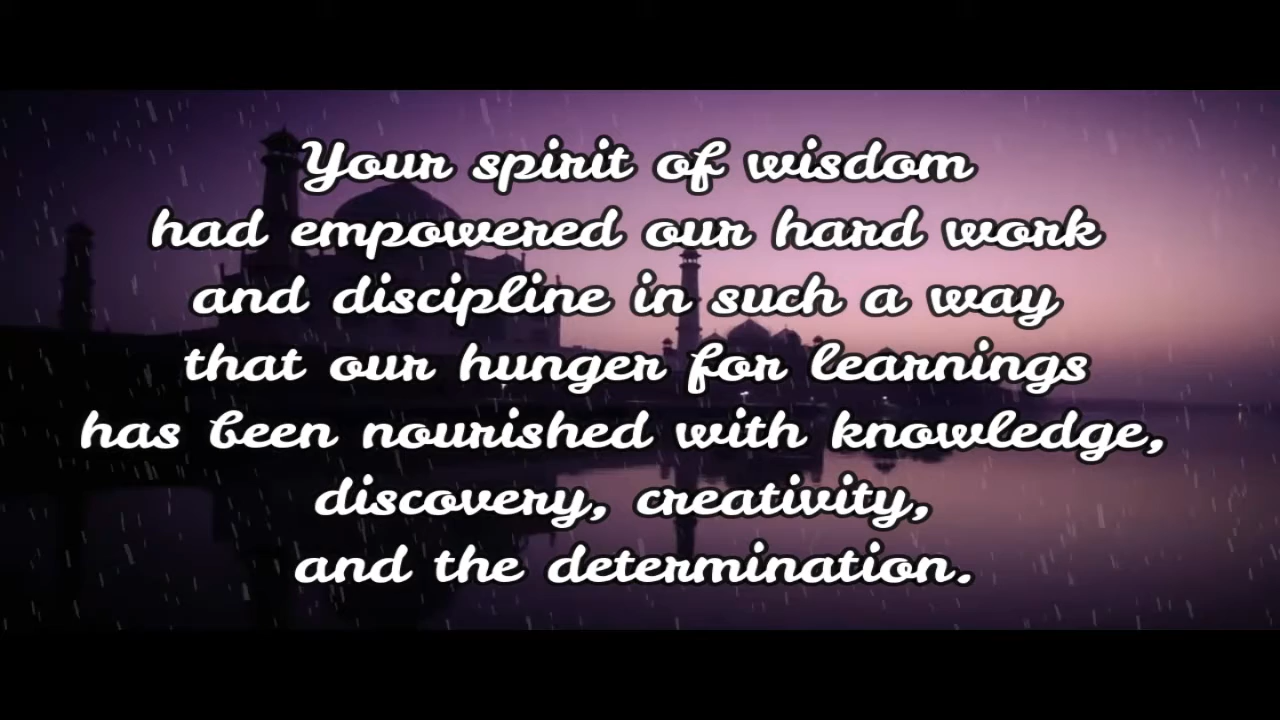 Your spirit of wisdom
had empowered our hard work
and discipline in such a way
that our hunger for learnings
has been nourished with knowledge,
discovery, creativity,
and the determination.